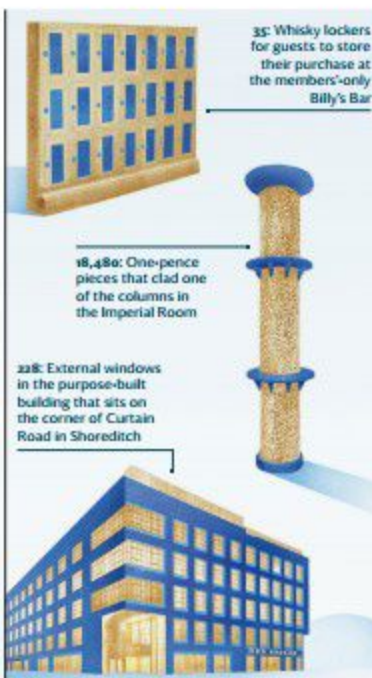 35: Whisky lockers
for guests to store
their purchase at
the members'-only
Billy's Bar
18,480: One-pence
pieces that clad one
of the columns in
the Imperial Room
228: External windows
in the purpose-built
building that sits on
the corner of Curtain
Road in Shoreditch